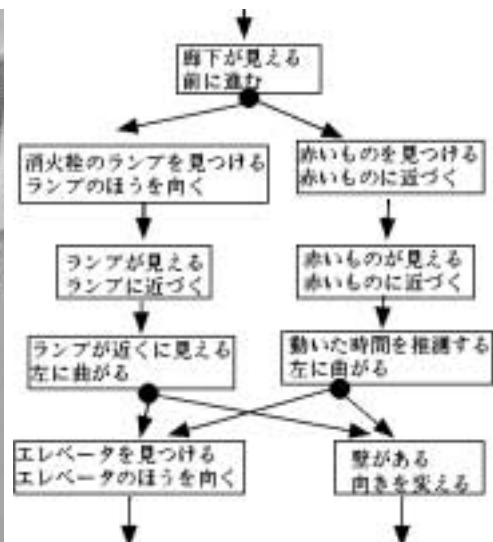 廊下が見える
前に進む
消火栓のランプを見つける
ランプのほうを向く
赤いものを見つける
赤いものに近づく
ランプが見える
ランプに近づく
赤いものが見える
赤いものに近づく
ランプが近くに見える
左に曲がる
動いた時間を推測する
左に曲がる
エレベータを見つける
エレベータのほうを向く
壁がある
向きを変える